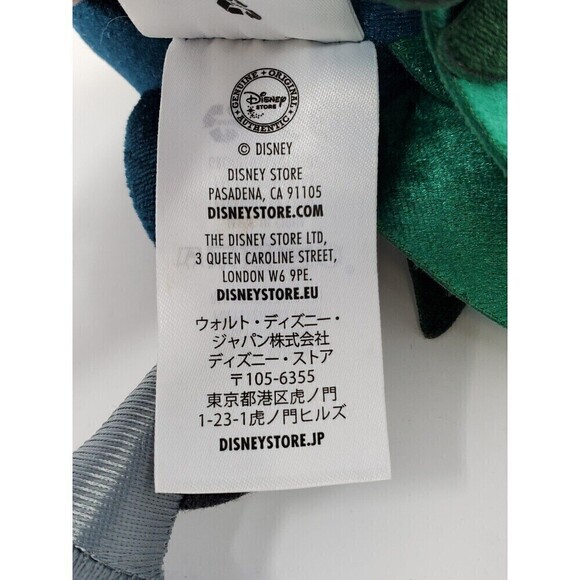 GENUINE • ORIGINAL
Disney
STORE
AUTHENTIC
© DISNEY
DISNEY STORE
PASADENA, CA 91105
DISNEYSTORE.COM
THE DISNEY STORE LTD,
3 QUEEN CAROLINE STREET,
LONDON W6 9PE.
DISNEYSTORE.EU
ウォルト・ディズニー・
ジャパン株式会社
ディズニー・ストア
〒105-6355
東京都港区虎ノ門
1-23-1虎ノ門ヒルズ
DISNEYSTORE.JP